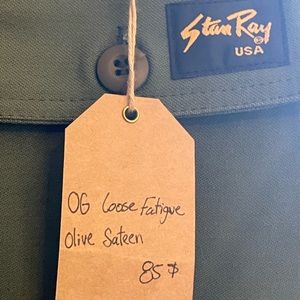 Stan Ray
USA
OG Loose Fatigue
Olive Sateen
85 $